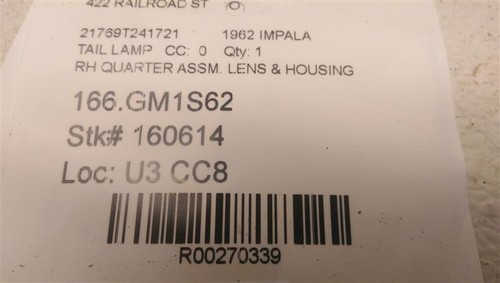 422 RAILROAD ST (O)
21769T241721 1962 IMPALA
TAIL LAMP CC: 0 Qty: 1
RH QUARTER ASSM. LENS & HOUSING
166.GM1S62
Stk# 160614
Loc: U3 CC8
R00270339